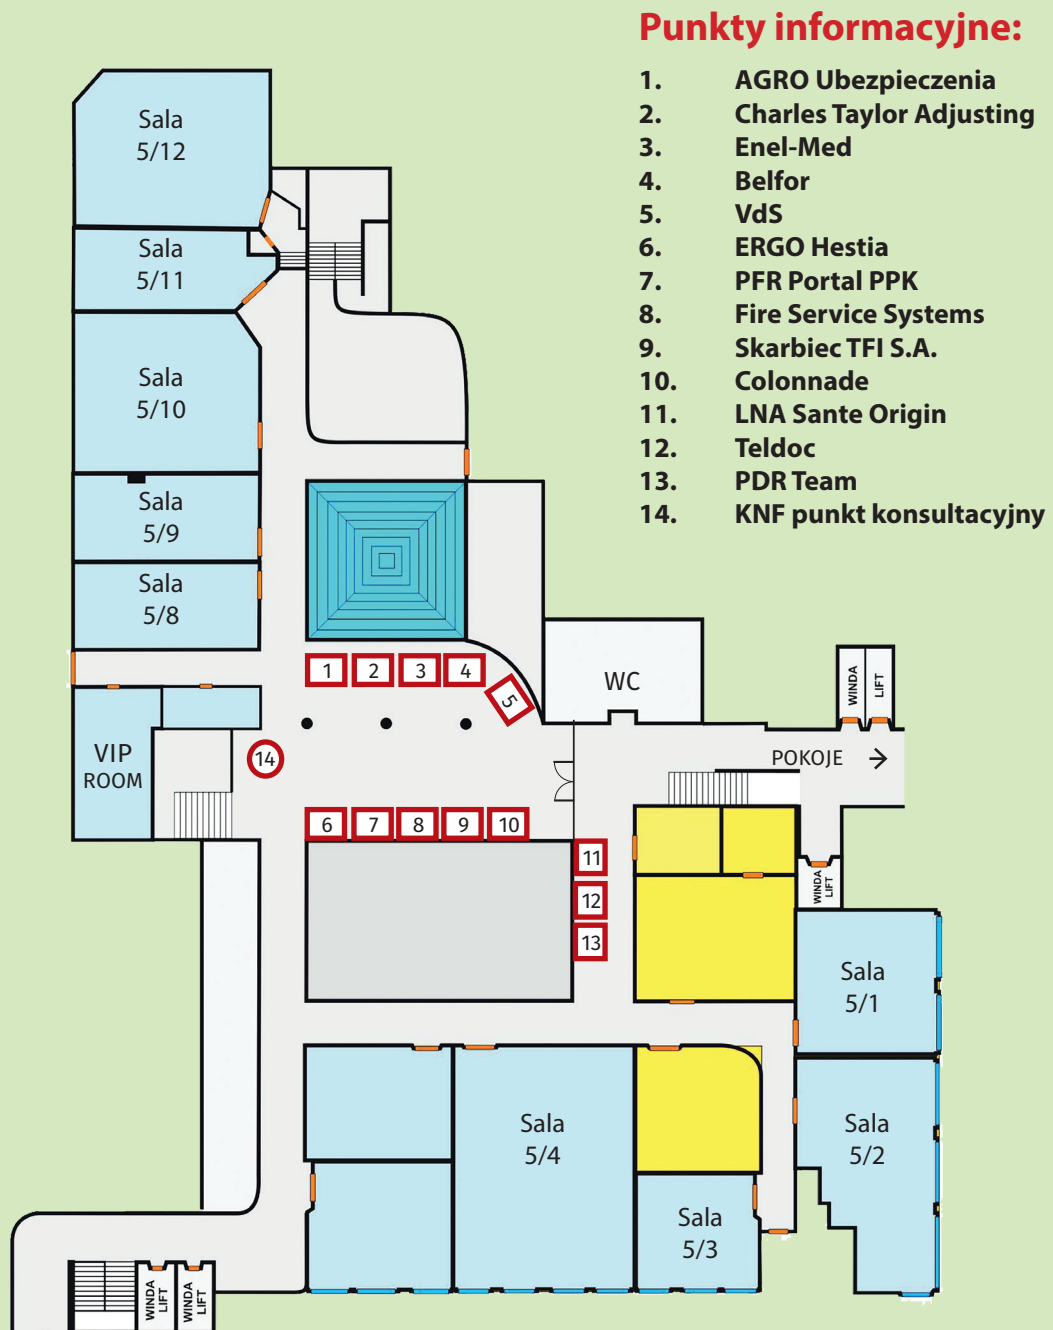 Punkty informacyjne:
1. AGRO Ubezpieczenia
2. Charles Taylor Adjusting
3. Enel-Med
4. Belfor
5. VdS
6. ERGO Hestia
7. PFR Portal PPK
8. Fire Service Systems
9. Skarbiec TFI S.A.
10. Colonnade
11. LNA Sante Origin
12. Teldoc
13. PDR Team
14. KNF punkt konsultacyjny
Sala
5/12
Sala
5/11
Sala
5/10
Sala
5/9
Sala
5/8
1 2 3 4 5
WC
WINDA
LIFT
VIP
ROOM
14
POKOJE →
6 7 8 9 10
11
12
13
WINDA
LIFT
Sala
5/1
Sala
5/4
Sala
5/2
Sala
5/3
WINDA
LIFT
WINDA
LIFT